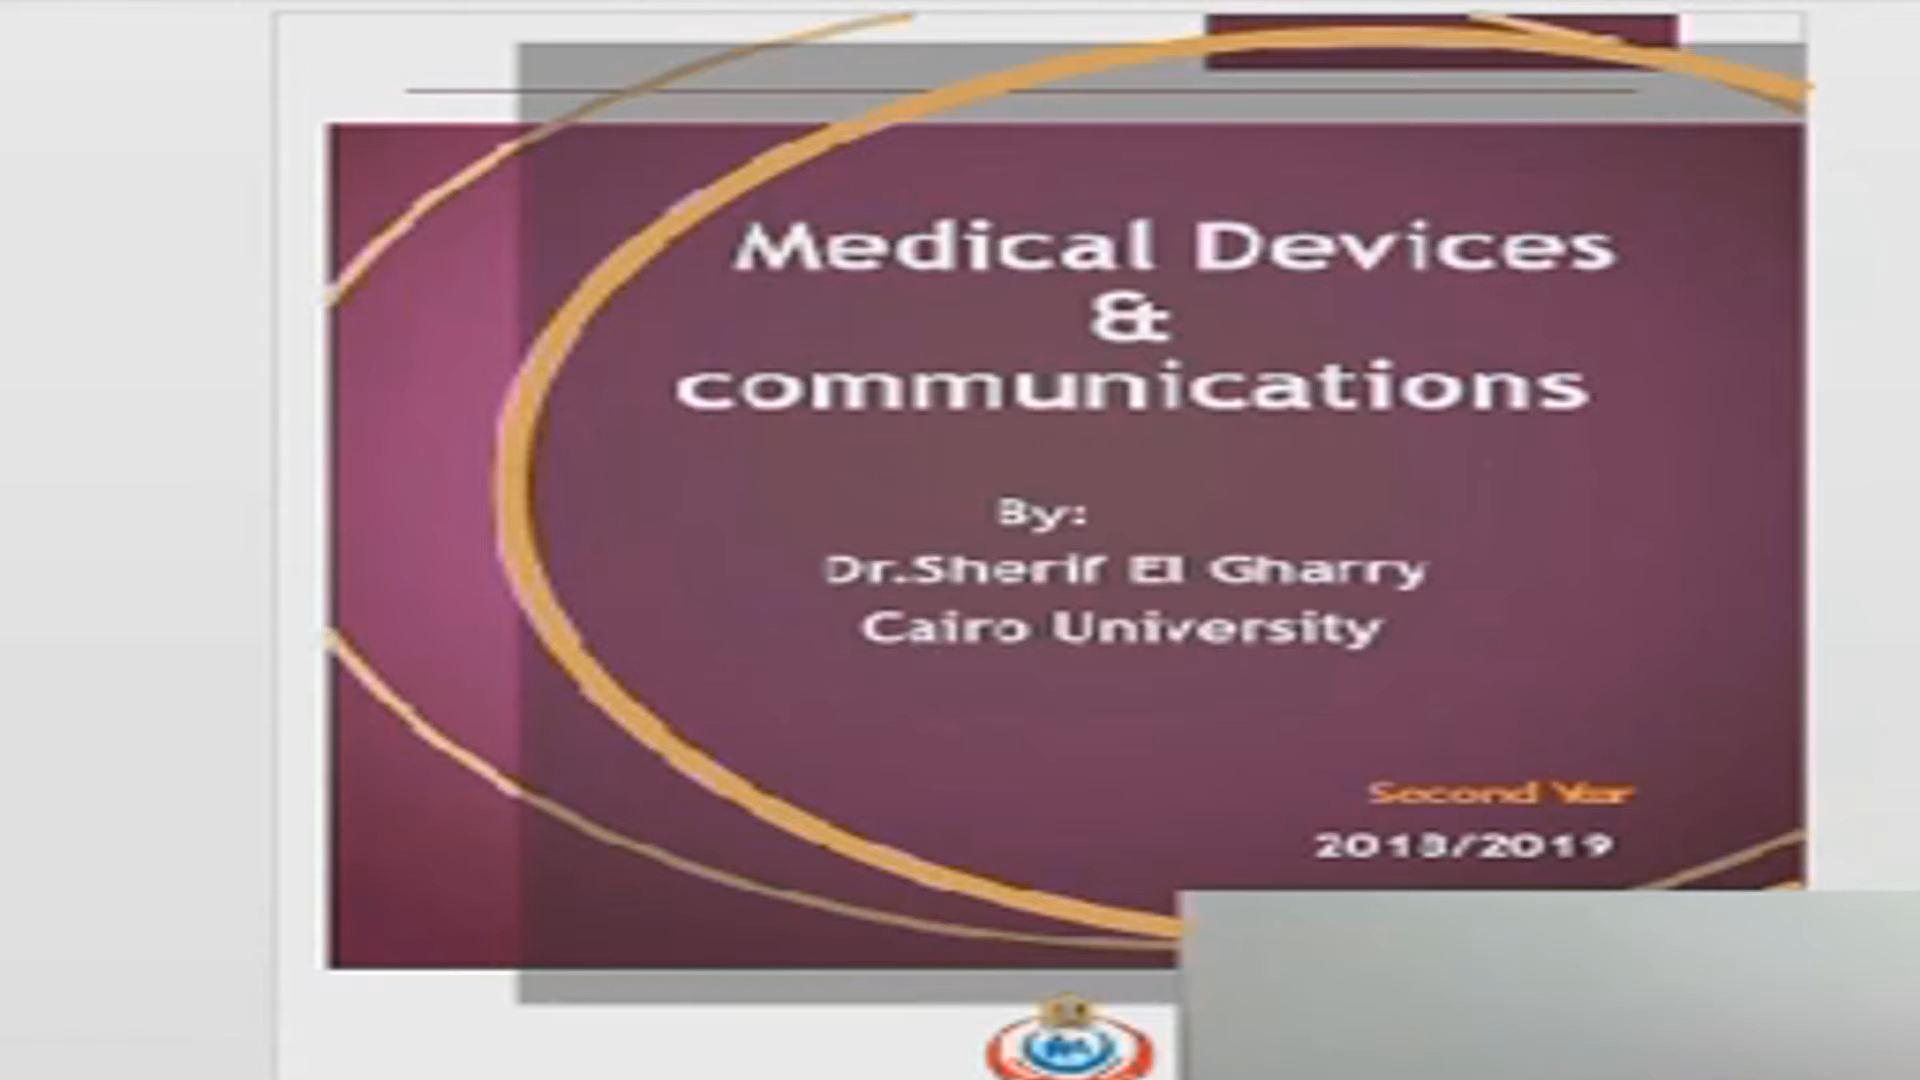 Medical Devices
&
communications
By:
Dr.Sherif El Gharry
Cairo University
Second Year
2018/2019